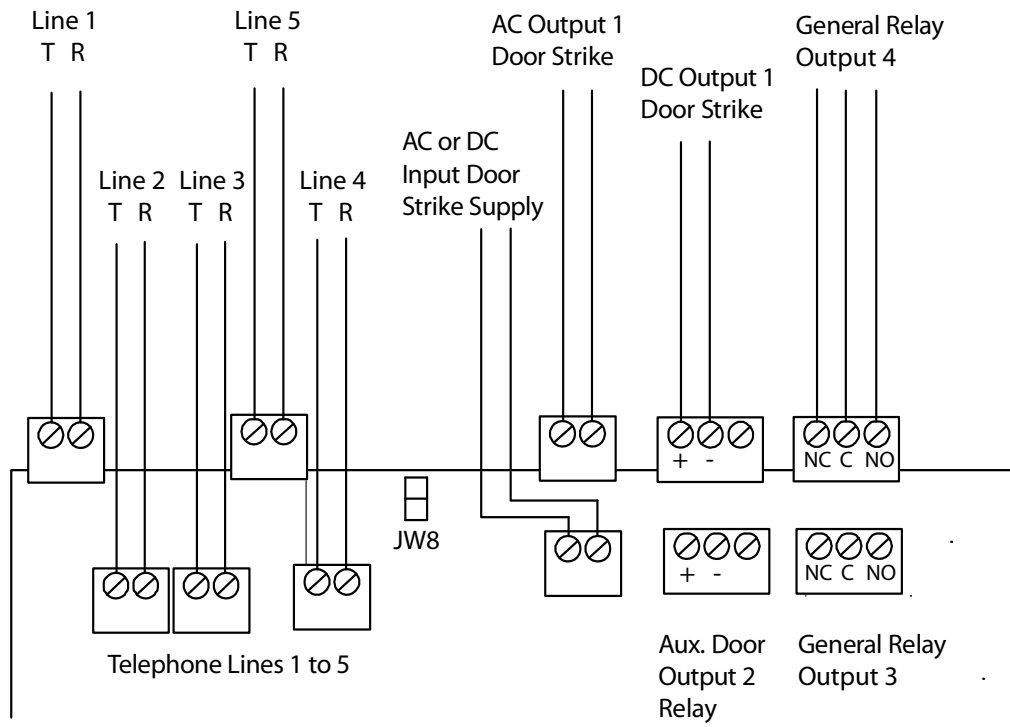 Line 1
T R
Line 5
T R
AC Output 1
Door Strike
DC Output 1
Door Strike
General Relay
Output 4
Line 2
T R
Line 3
T R
Line 4
T R
AC or DC
Input Door
Strike Supply
+ -
NC C NO
JW8
+ -
NC C NO
Telephone Lines 1 to 5
Aux. Door
Output 2
Relay
General Relay
Output 3